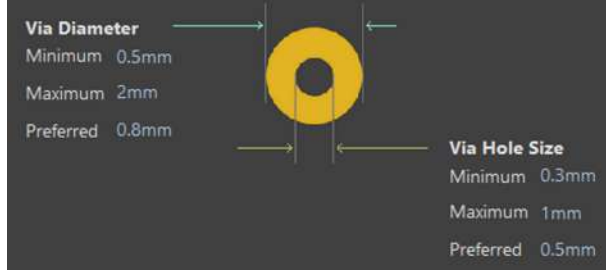 Via Diameter
Minimum 0.5mm
Maximum 2mm
Preferred 0.8mm
Via Hole Size
Minimum 0.3mm
Maximum 1mm
Preferred 0.5mm